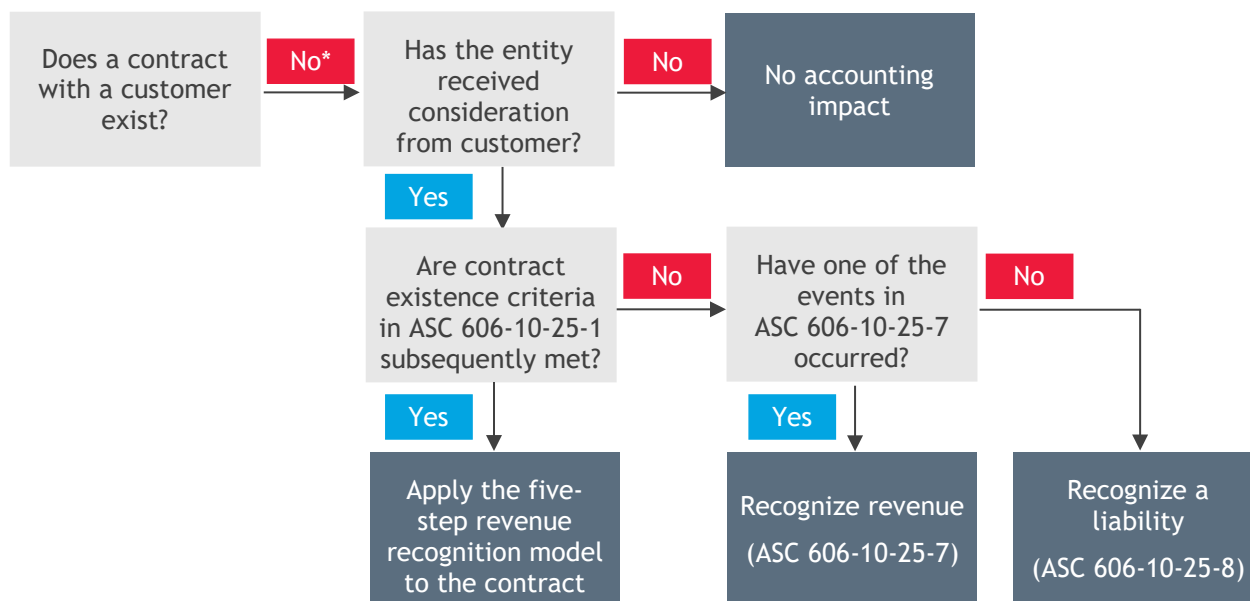 Does a contract
with a customer
exist?
No*
Has the entity
received
consideration
from customer?
No
No accounting
impact
Yes
Are contract
existence criteria
in ASC 606-10-25-1
subsequently met?
No
Have one of the
events in
ASC 606-10-25-7
occurred?
No
Yes
Yes
Apply the five-
step revenue
recognition model
to the contract
Recognize revenue
(ASC 606-10-25-7)
Recognize a
liability
(ASC 606-10-25-8)